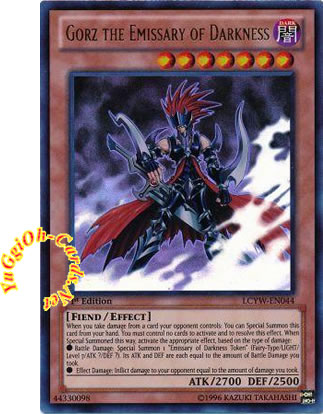 GORZ THE EMISSARY OF DARKNESS
DARK
闇
YuGgiOh-Cards.Net
1st Edition
LCYW-EN044
[FIEND / EFFECT]
When you take damage from a card your opponent controls: You can Special Summon this
card from your hand. You must control no cards to activate and to resolve this effect. When
Special Summoned this way, activate the appropriate effect, based on the type of damage:
● Battle Damage: Special Summon 1 "Emissary of Darkness Token" (Fairy-Type/LIGHT/
Level 7/ATK ?/DEF ?). Its ATK and DEF are each equal to the amount of Battle Damage you
took.
● Effect Damage: Inflict damage to your opponent equal to the amount of damage you took.
ATK/2700 DEF/2500
44330098
©1996 KAZUKI TAKAHASHI